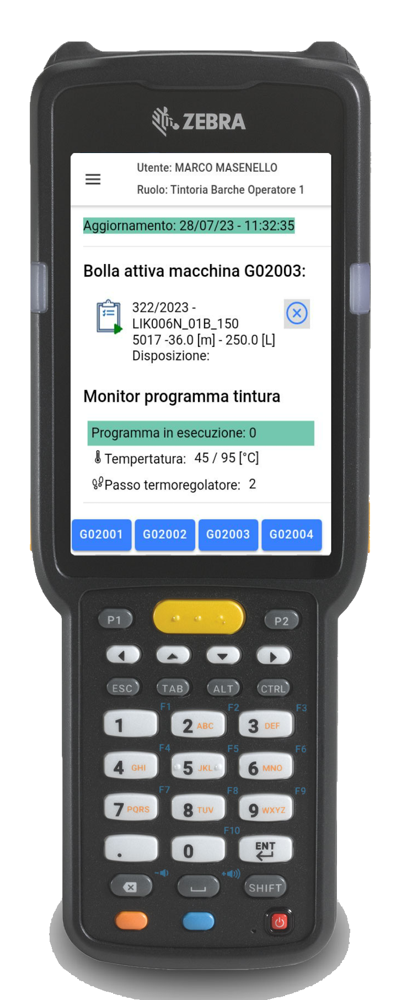 ZEBRA
Utente: MARCO MASENELLO
Ruolo: Tintoria Barche Operatore 1
Aggiornamento: 28/07/23 - 11:32:35
Bolla attiva macchina G02003:
322/2023 -
LIK006N_01B_150
5017 -36.0 [m] - 250.0 [L]
Disposizione:
Monitor programma tintura
Programma in esecuzione: 0
Tempertatura: 45 / 95 [°C]
Passo termoregolatore: 2
G02001 G02002 G02003 G02004
P1 P2
ESC TAB ALT CTRL
F1 F2 F3
1 2 ABC 3 DEF
F4 F5 F6
4 GHI 5 JKL 6 MNO
F7 F8 F9
7 PQRS 8 TUV 9 WXYZ
F10
. 0 ENT
- +
SHIFT